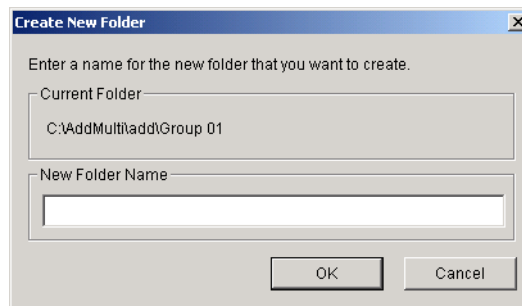 Create New Folder
Enter a name for the new folder that you want to create.
Current Folder
C:\AddMulti\add\Group 01
New Folder Name
OK
Cancel